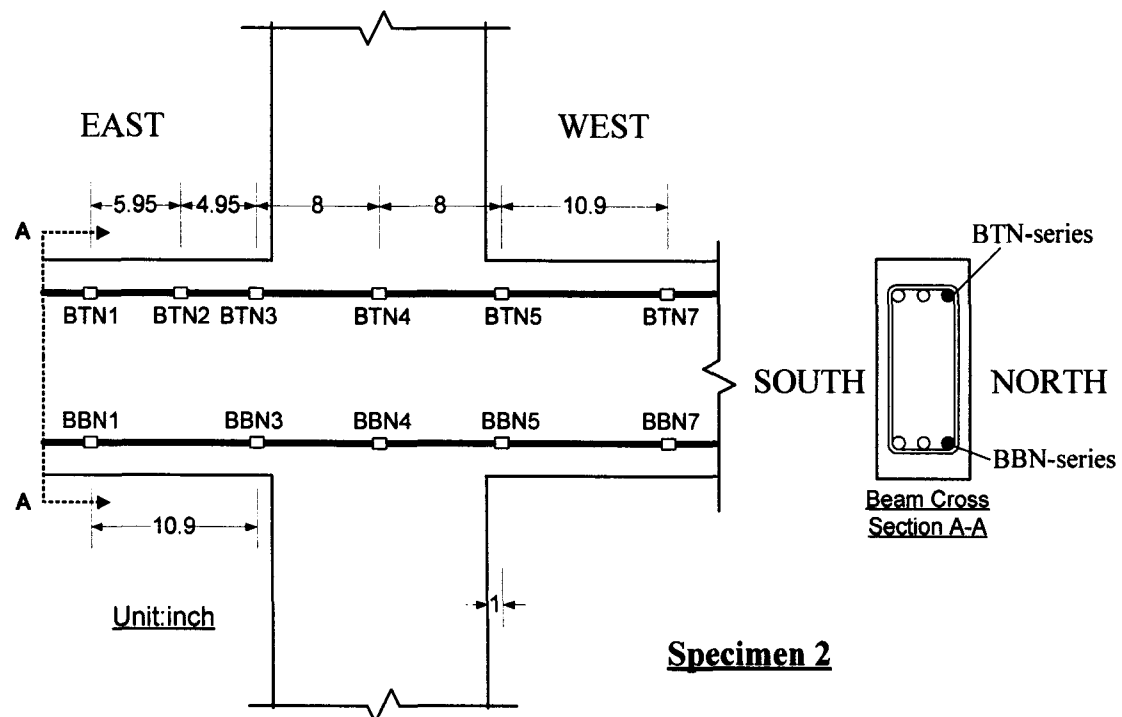 EAST
WEST
5.95
4.95
8
8
10.9
A
BTN-series
BTN1
BTN2
BTN3
BTN4
BTN5
BTN7
SOUTH
NORTH
BBN1
BBN3
BBN4
BBN5
BBN7
BBN-series
A
Beam Cross
Section A-A
10.9
1
Unit:inch
Specimen 2